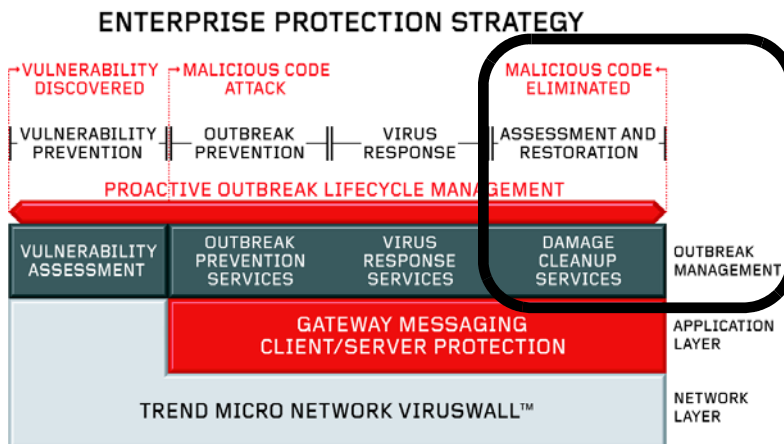 ENTERPRISE PROTECTION STRATEGY
VULNERABILITY
DISCOVERED
MALICIOUS CODE
ATTACK
MALICIOUS CODE
ELIMINATED
VULNERABILITY
PREVENTION
OUTBREAK
PREVENTION
VIRUS
RESPONSE
ASSESSMENT AND
RESTORATION
PROACTIVE OUTBREAK LIFECYCLE MANAGEMENT
VULNERABILITY
ASSESSMENT
OUTBREAK
PREVENTION
SERVICES
VIRUS
RESPONSE
SERVICES
DAMAGE
CLEANUP
SERVICES
OUTBREAK
MANAGEMENT
GATEWAY MESSAGING
CLIENT/SERVER PROTECTION
APPLICATION
LAYER
TREND MICRO NETWORK VIRUSWALL™
NETWORK
LAYER